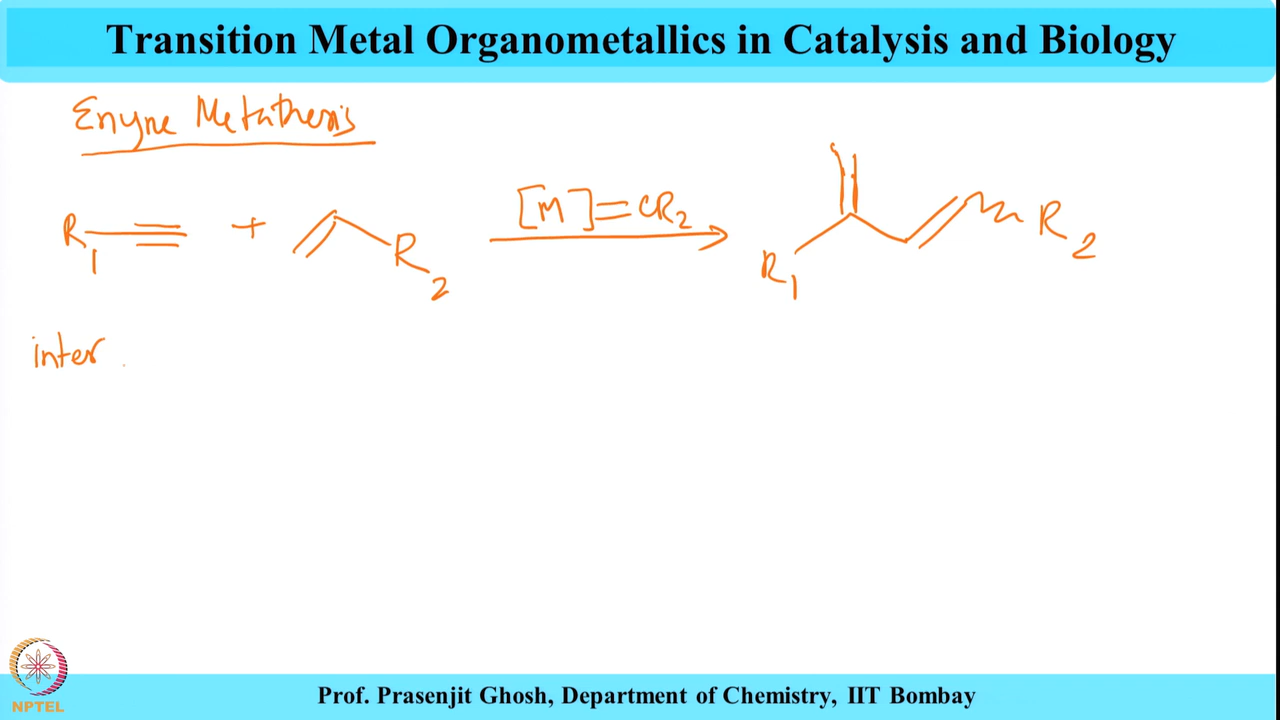 Transition Metal Organometallics in Catalysis and Biology
Enyne Metathesis
R1 + R2 [M]=CR2 R1 R2
inter
NPTEL
Prof. Prasenjit Ghosh, Department of Chemistry, IIT Bombay